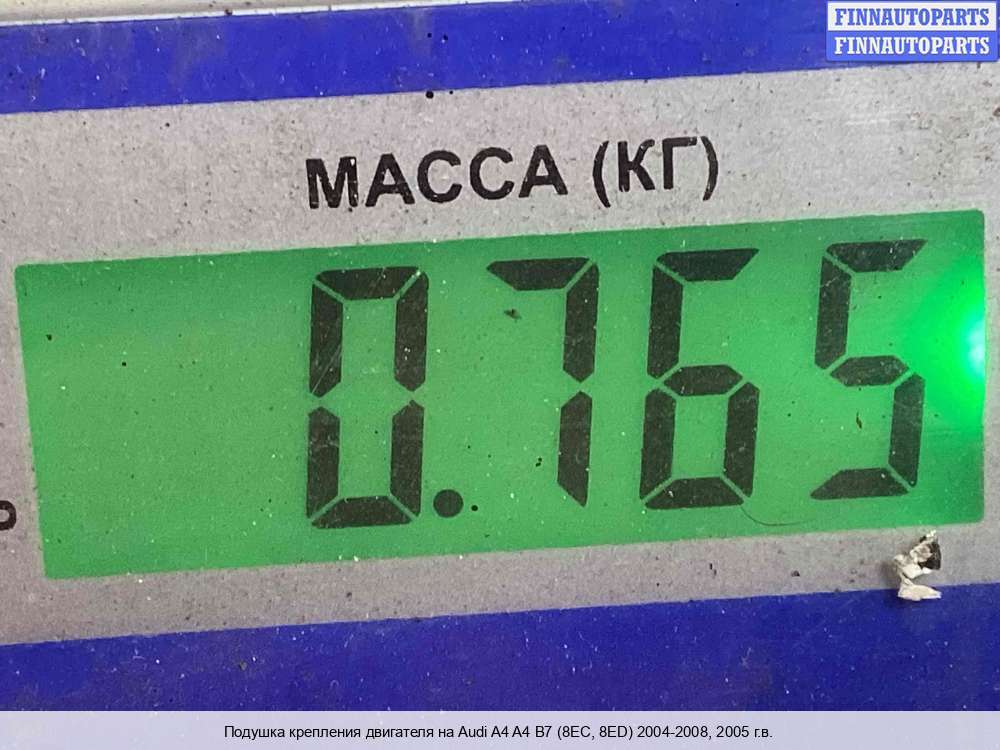 FINNAUTOPARTS
FINNAUTOPARTS
МАССА (КГ)
0.765
Подушка крепления двигателя на Audi A4 A4 B7 (8EC, 8ED) 2004-2008, 2005 г.в.